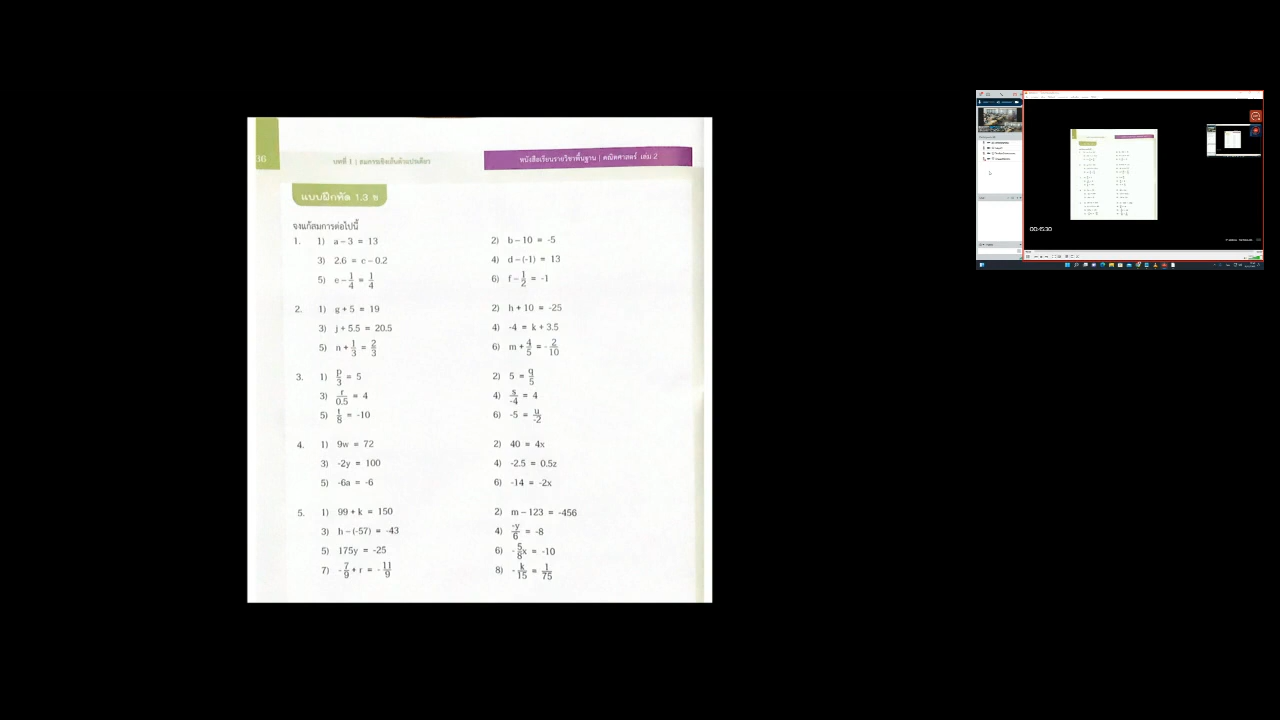 36
บทที่ 1 | สมการเชิงเส้นตัวแปรเดียว
หนังสือเรียนรายวิชาพื้นฐาน | คณิตศาสตร์ เล่ม 2
แบบฝึกหัด 1.3 ข
จงแก้สมการต่อไปนี้
1. 1) a – 3 = 13 2) b – 10 = -5
3) 2.6 = c – 0.2 4) d – (-1) = 13
5) e – 1/4 = 1/4 6) f – 1/2 = -1
2. 1) g + 5 = 19 2) h + 10 = -25
3) j + 5.5 = 20.5 4) -4 = k + 3.5
5) n + 1/3 = 2/3 6) m + 4/5 = -2/10
3. 1) p/3 = 5 2) 5 = q/5
3) r/0.5 = 4 4) s/-4 = 4
5) t/8 = -10 6) -5 = u/-2
4. 1) 9w = 72 2) 40 = 4x
3) -2y = 100 4) -2.5 = 0.5z
5) -6a = -6 6) -14 = -2x
5. 1) 99 + k = 150 2) m – 123 = -456
3) h – (-57) = -43 4) -y/6 = -8
5) 175y = -25 6) -5/8x = -10
7) -7/9 + r = -11/9 8) -k/15 = 1/75
00:15:30